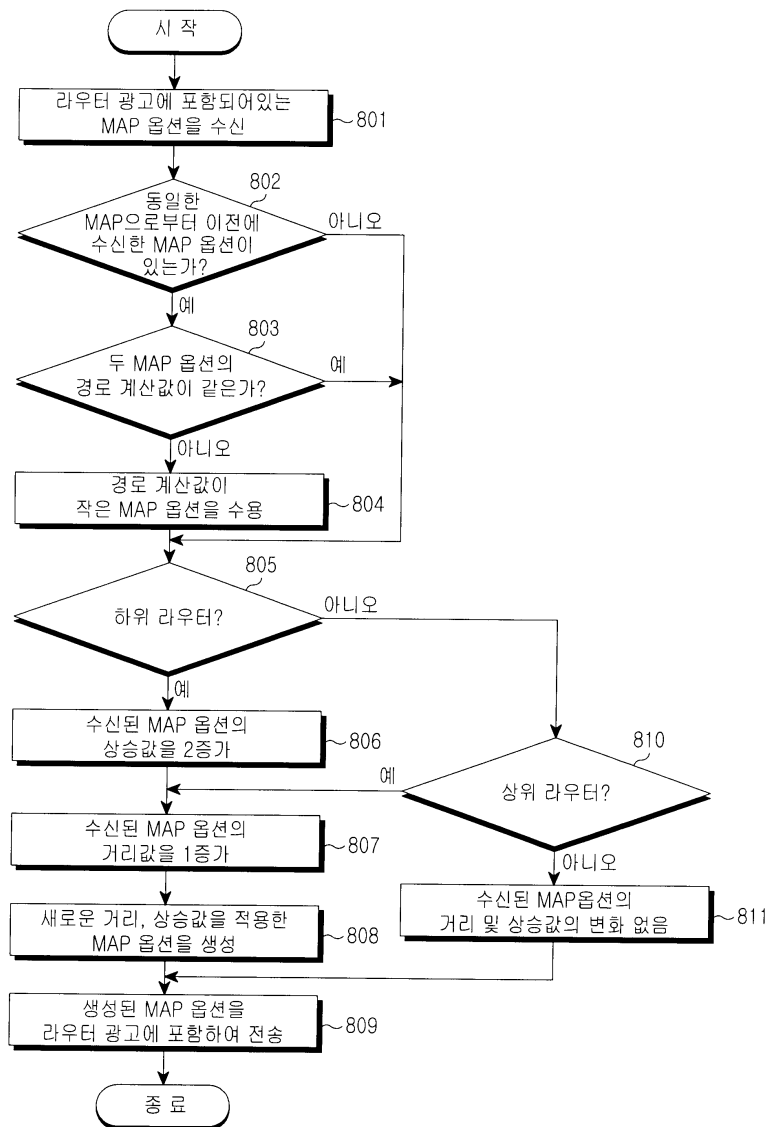 시 작
라우터 광고에 포함되어있는
MAP 옵션을 수신
801
802
동일한
MAP으로부터 이전에
수신한 MAP 옵션이
있는가?
아니오
예
803
두 MAP 옵션의
경로 계산값이 같은가?
예
아니오
경로 계산값이
작은 MAP 옵션을 수용
804
805
하위 라우터?
아니오
예
수신된 MAP 옵션의
상승값을 2증가
806
810
상위 라우터?
예
아니오
수신된 MAP 옵션의
거리값을 1증가
807
새로운 거리, 상승값을 적용한
MAP 옵션을 생성
808
수신된 MAP옵션의
거리 및 상승값의 변화 없음
811
생성된 MAP 옵션을
라우터 광고에 포함하여 전송
809
종 료